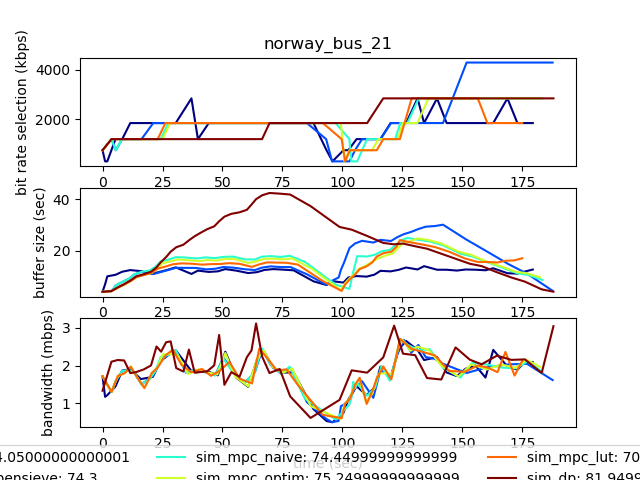 norway_bus_21
bit rate selection (kbps)
4000
2000
0 25 50 75 100 125 150 175
buffer size (sec)
40
20
0 25 50 75 100 125 150 175
bandwidth (mbps)
3
2
1
0 25 50 75 100 125 150 175
time (sec)
4.05000000000001 sim_mpc_naive: 74.44999999999999 sim_mpc_lut: 70
pensieve: 74.3 sim_mpc_optim: 75.24999999999999 sim_dp: 81.9499